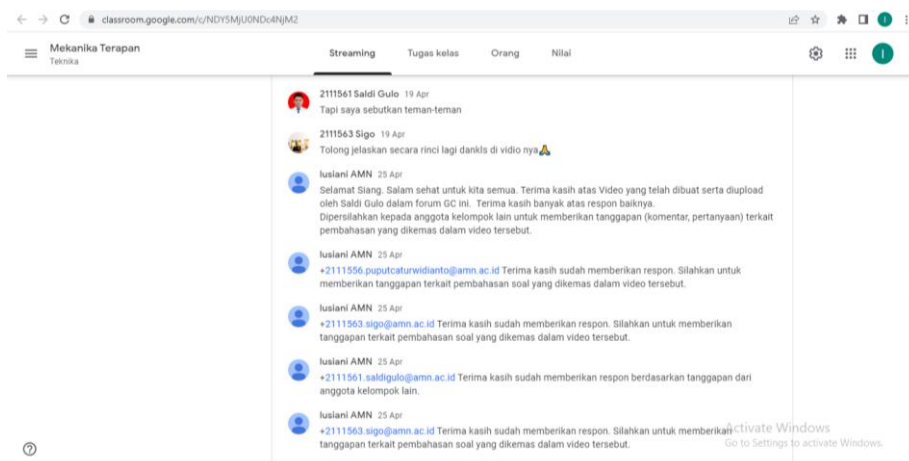 classroom.google.com/c/NDY5MjU0NDc4NjM2
Mekanika Terapan
Teknika
Streaming Tugas kelas Orang Nilai
I
I
2111561 Saldi Gulo 19 Apr
Tapi saya sebutkan teman-teman
2111563 Sigo 19 Apr
Tolong jelaskan secara rinci lagi dankls di vidio nya🙏
lusiani AMN 25 Apr
Selamat Siang. Salam sehat untuk kita semua. Terima kasih atas Video yang telah dibuat serta diupload
oleh Saldi Gulo dalam forum GC ini. Terima kasih banyak atas respon baiknya.
Dipersilahkan kepada anggota kelompok lain untuk memberikan tanggapan (komentar, pertanyaan) terkait
pembahasan yang dikemas dalam video tersebut.
lusiani AMN 25 Apr
+2111556.puputcaturwidianto@amn.ac.id Terima kasih sudah memberikan respon. Silahkan untuk
memberikan tanggapan terkait pembahasan soal yang dikemas dalam video tersebut.
lusiani AMN 25 Apr
+2111563.sigo@amn.ac.id Terima kasih sudah memberikan respon. Silahkan untuk memberikan
tanggapan terkait pembahasan soal yang dikemas dalam video tersebut.
lusiani AMN 25 Apr
+2111561.saldigulo@amn.ac.id Terima kasih sudah memberikan respon berdasarkan tanggapan dari
anggota kelompok lain.
lusiani AMN 25 Apr
+2111563.sigo@amn.ac.id Terima kasih sudah memberikan respon. Silahkan untuk memberikan
tanggapan terkait pembahasan soal yang dikemas dalam video tersebut.
Activate Windows
Go to Settings to activate Windows.